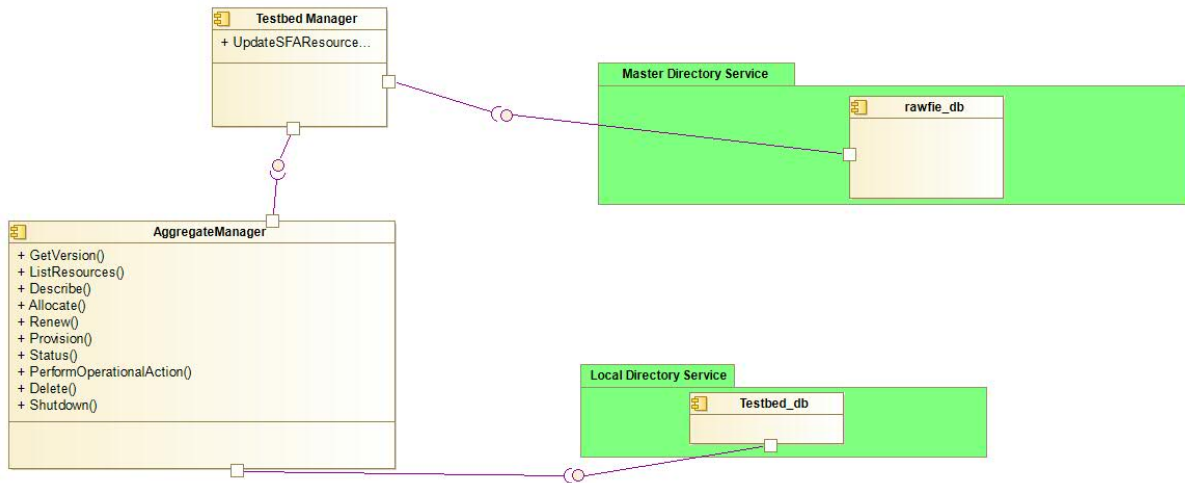 Testbed Manager
+ UpdateSFAResource...
Master Directory Service
rawfie_db
AggregateManager
+ GetVersion()
+ ListResources()
+ Describe()
+ Allocate()
+ Renew()
+ Provision()
+ Status()
+ PerformOperationalAction()
+ Delete()
+ Shutdown()
Local Directory Service
Testbed_db